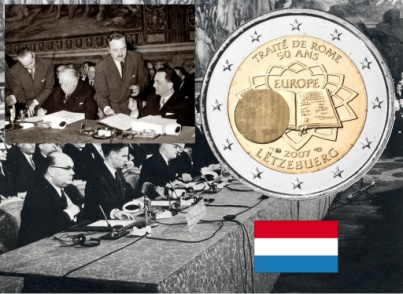 TRAITÉ DE ROME
50 ANS
EUROPE
2007
LËTZEBUERG